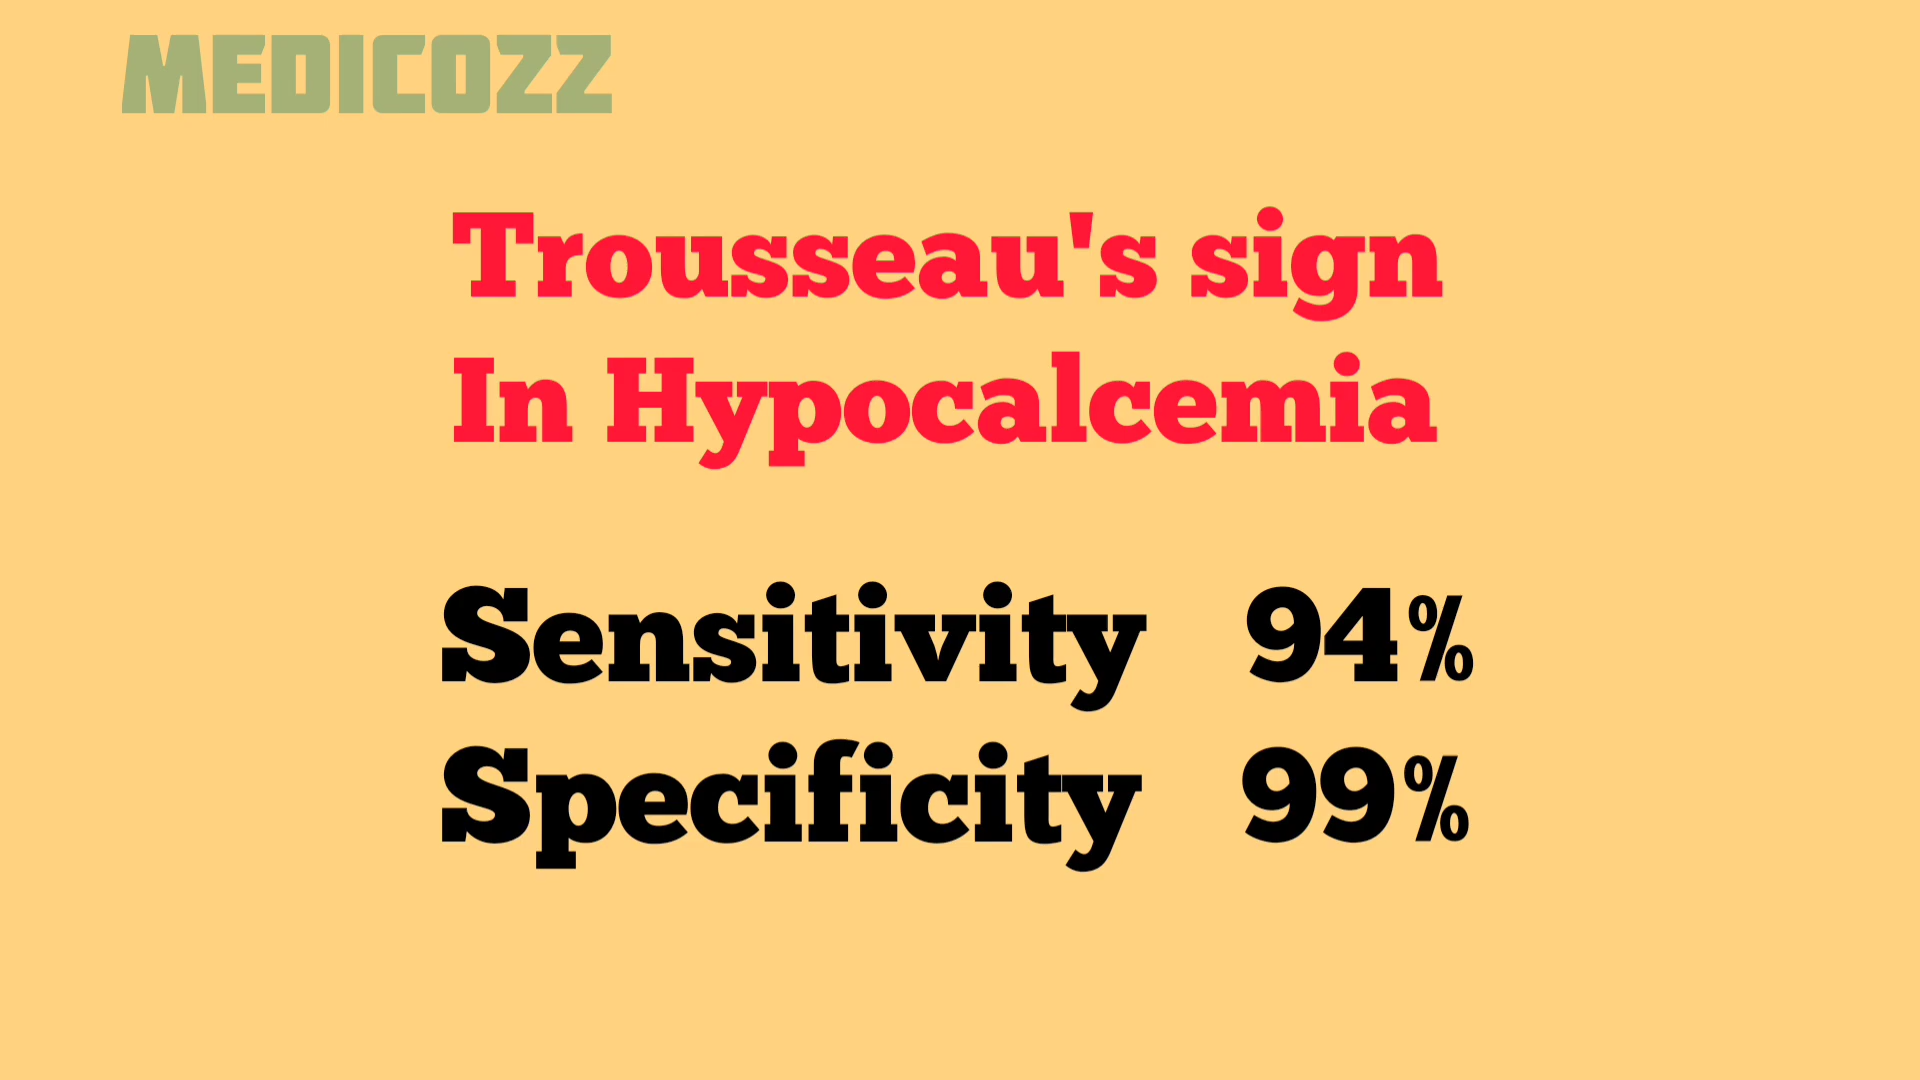 MEDICOZZ
Trousseau's sign
In Hypocalcemia
Sensitivity 94%
Specificity 99%